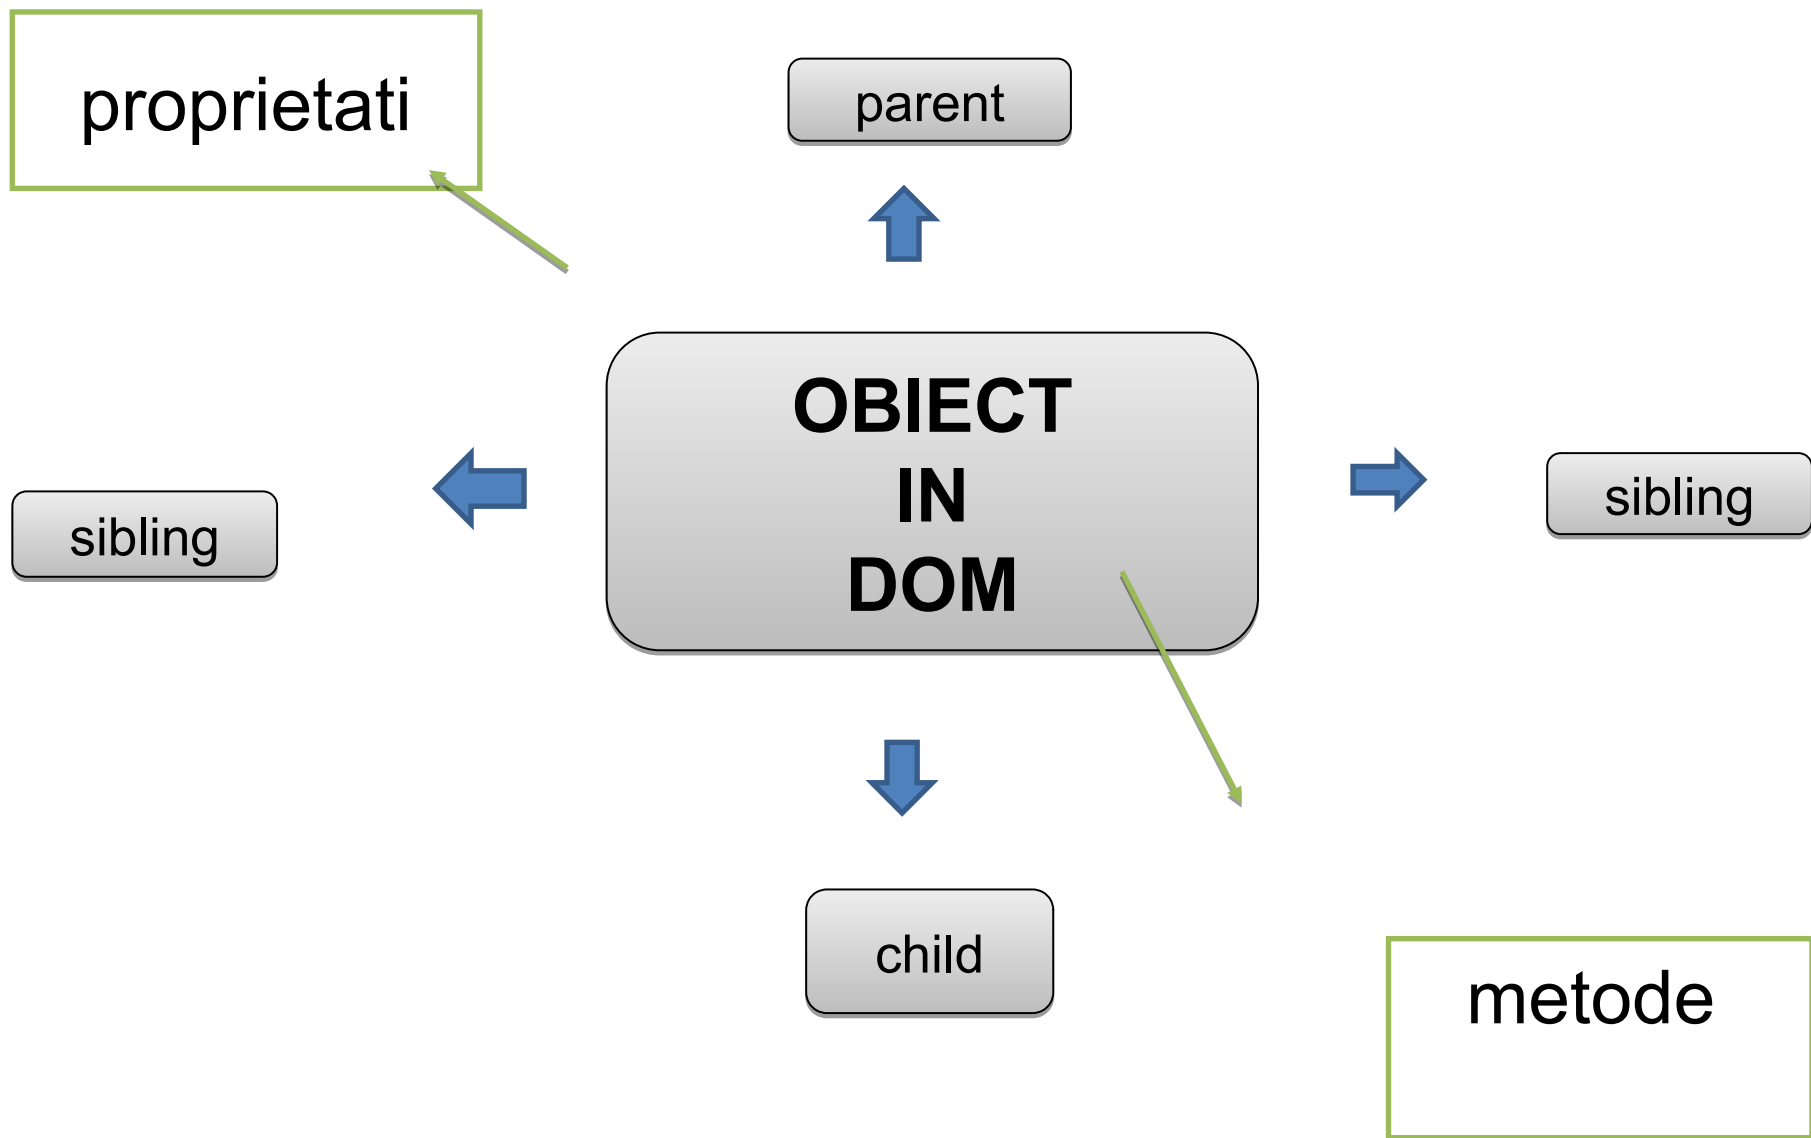 proprietati
parent
OBIECT
IN
DOM
sibling
sibling
child
metode